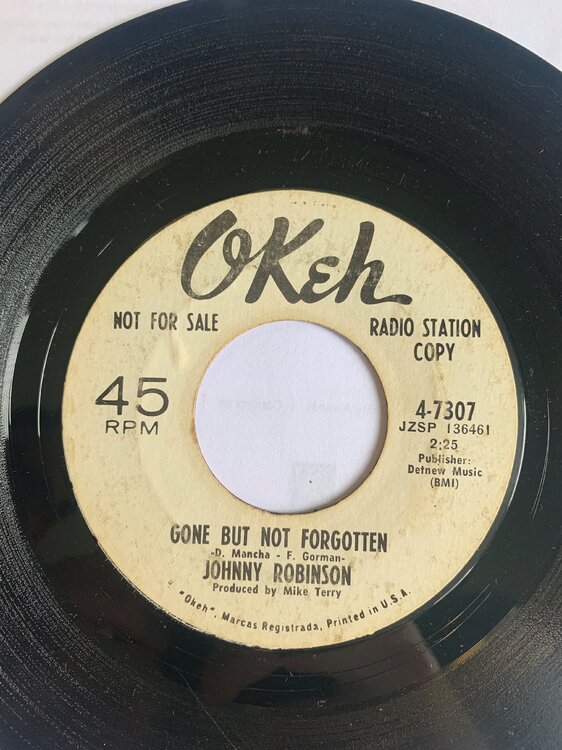 OKeh
NOT FOR SALE
RADIO STATION
COPY
45
RPM
4-7307
JZSP 136461
2:25
Publisher:
Detnew Music
(BMI)
GONE BUT NOT FORGOTTEN
-D. Mancha - F. Gorman-
JOHNNY ROBINSON
Produced by Mike Terry
"Okeh", Marcas Registrada. Printed in U.S.A.